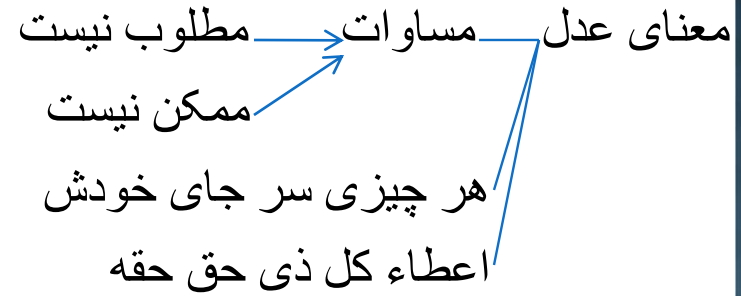 معنای عدل مساوات مطلوب نیست
ممکن نیست
هر چیزی سر جای خودش
اعطاء کل ذی حق حقه